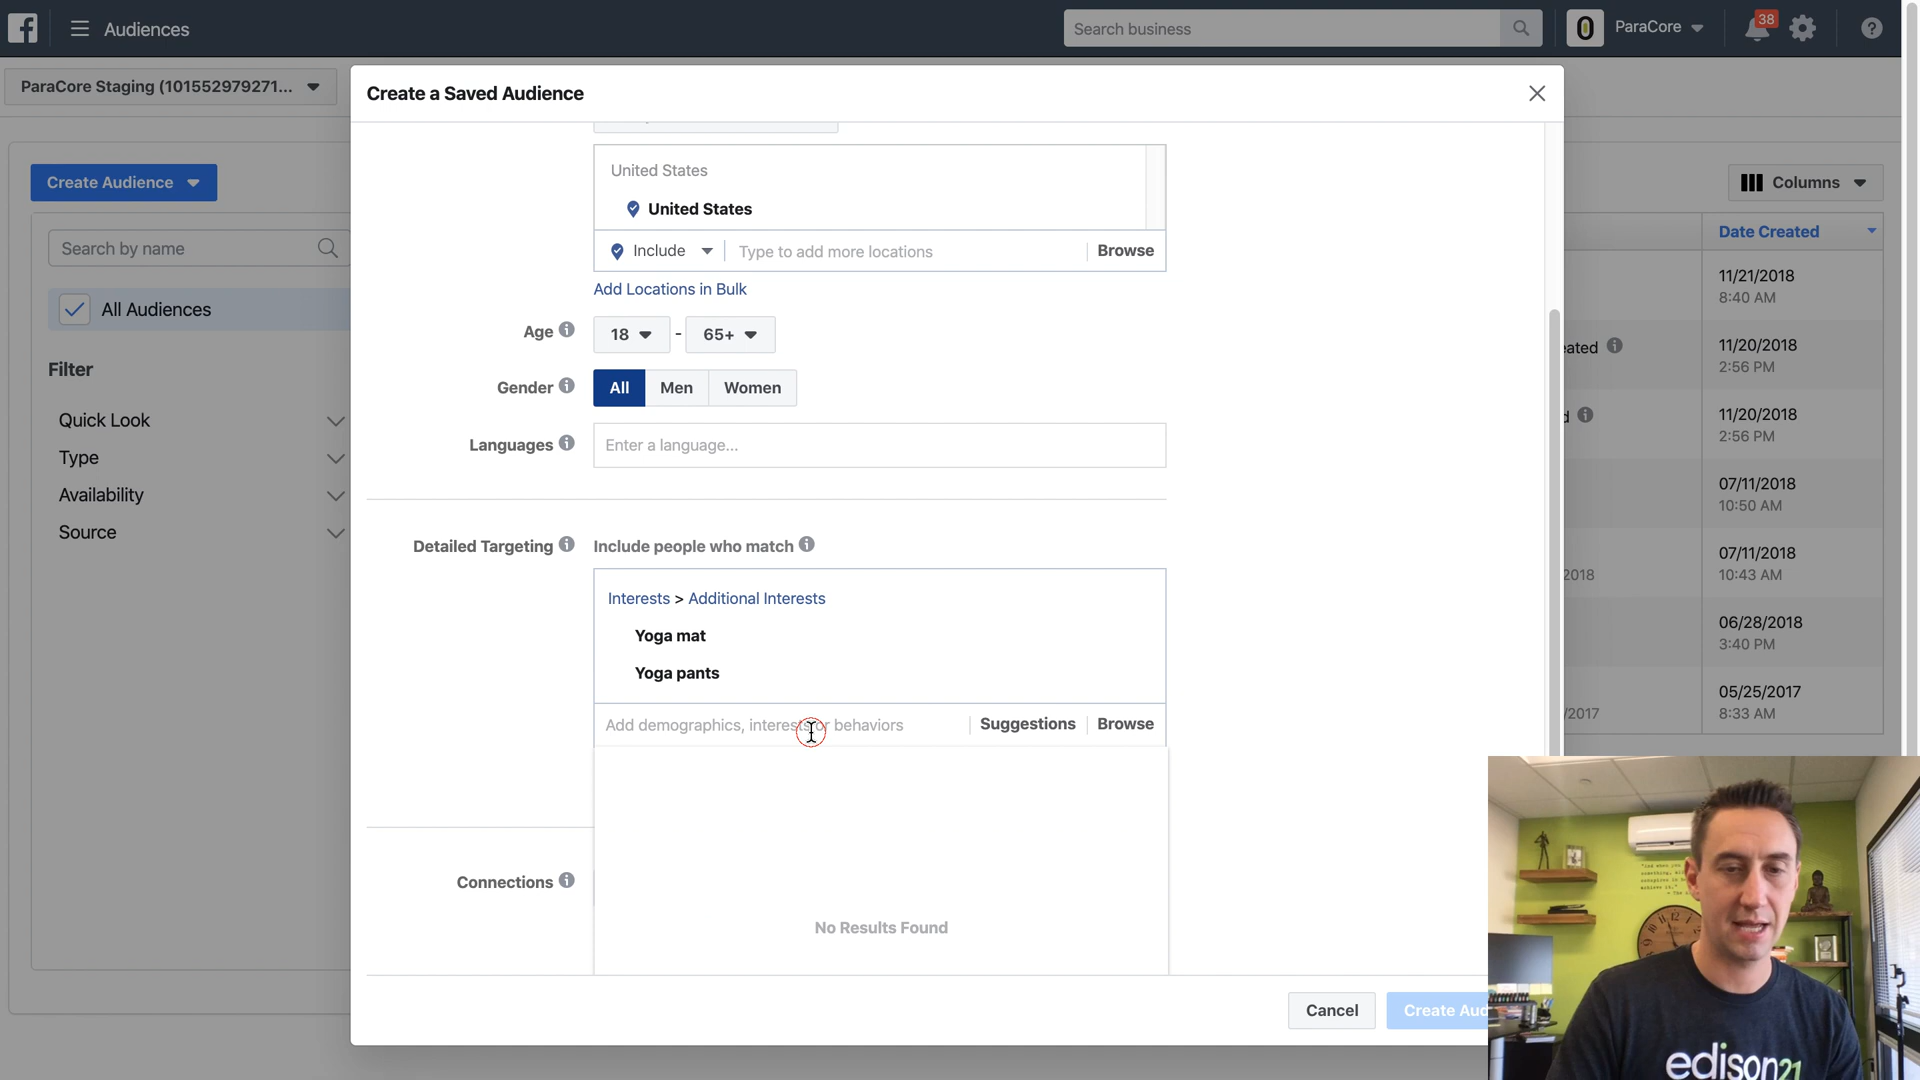 Audiences
Search business
ParaCore
38
ParaCore Staging (101552979271...
Create a Saved Audience
Create Audience
Columns
United States
United States
Date Created
Search by name
Include
Type to add more locations
Browse
11/21/2018
8:40 AM
Add Locations in Bulk
All Audiences
Age
18
-
65+
eated
11/20/2018
2:56 PM
Filter
Gender
All
Men
Women
Quick Look
11/20/2018
2:56 PM
Languages
Enter a language...
Type
Availability
07/11/2018
10:50 AM
Source
Detailed Targeting
Include people who match
07/11/2018
2018
10:43 AM
Interests > Additional Interests
Yoga mat
06/28/2018
3:40 PM
Yoga pants
05/25/2017
/2017
8:33 AM
Add demographics, interests or behaviors
Suggestions
Browse
Connections
No Results Found
Cancel
Create Aud
edison21